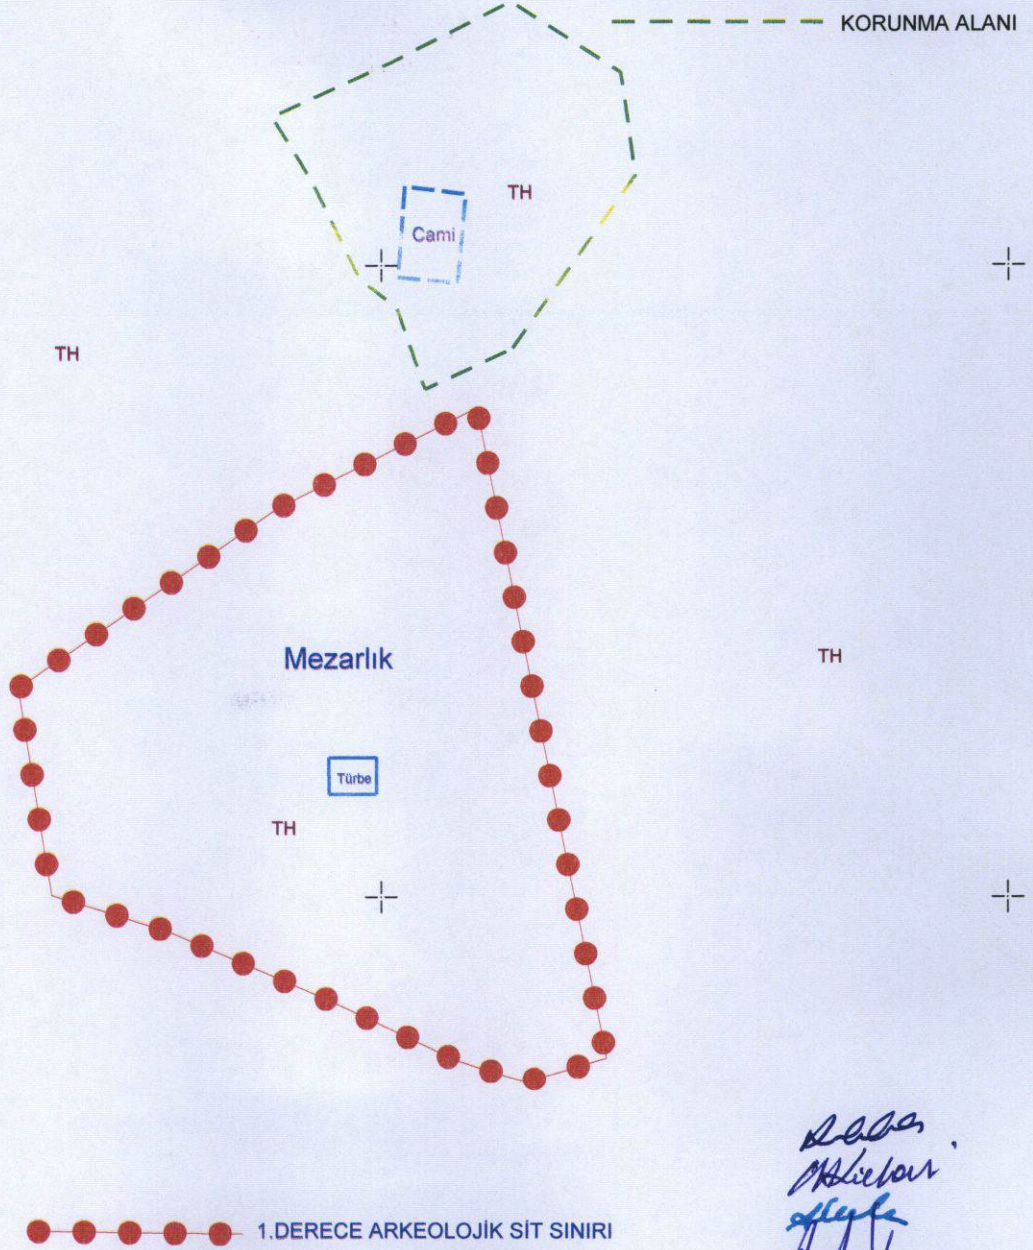 KORUNMA ALANI
TH
Cami
TH
Mezarlık
TH
Türbe
TH
1.DERECE ARKEOLOJİK SİT SINIRI